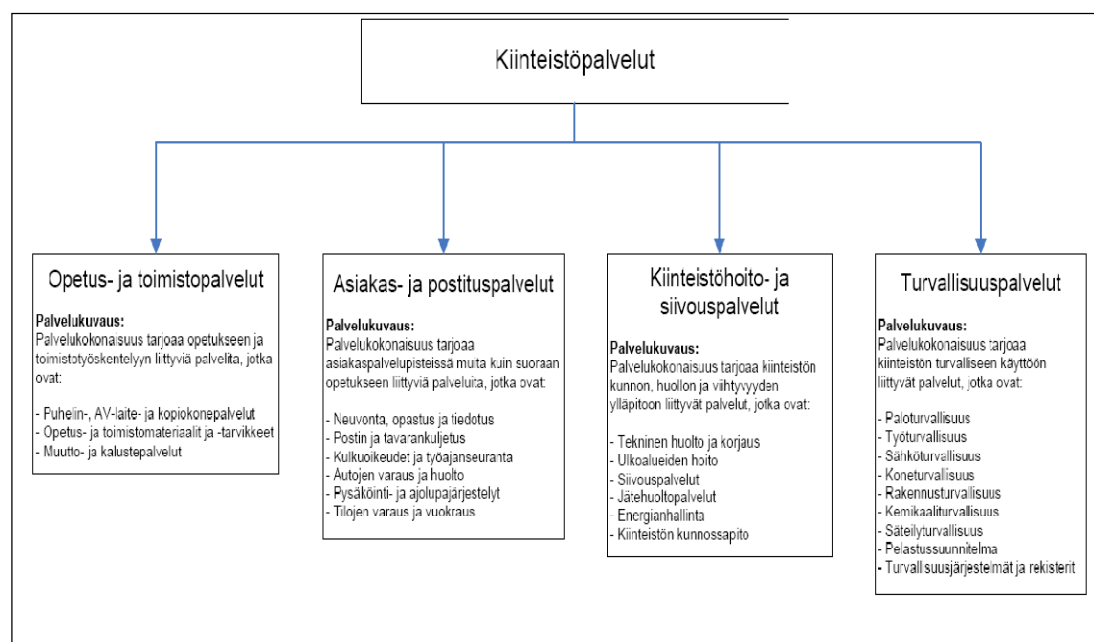 Kiinteistöpalvelut
Opetus- ja toimistopalvelut
Palvelukuvaus:
Palvelukokonaisuus tarjoaa opetukseen ja
toimistotyöskentelyyn liittyviä palvelita, jotka
ovat:
- Puhelin-, AV-laite- ja kopiokonepalvelut
- Opetus- ja toimistomateriaalit ja -tarvikkeet
- Muutto- ja kalustepalvelut
Asiakas- ja postituspalvelut
Palvelukuvaus:
Palvelukokonaisuus tarjoaa
asiakaspalvelupisteissä muita kuin suoraan
opetukseen liittyviä palveluita, jotka ovat:
- Neuvonta, opastus ja tiedotus
- Postin ja tavarankuljetus
- Kulkuoikeudet ja työajanseuranta
- Autojen varaus ja huolto
- Pysäköinti- ja ajolupajärjestelyt
- Tilojen varaus ja vuokraus
Kiinteistöhoito- ja
siivouspalvelut
Palvelukuvaus:
Palvelukokonaisuus tarjoaa kiinteistön
kunnon, huollon ja viihtyvyyden
ylläpitoon liittyvät palvelut, jotka ovat:
- Tekninen huolto ja korjaus
- Ulkoalueiden hoito
- Siivouspalvelut
- Jätehuoltopalvelut
- Energianhallinta
- Kiinteistön kunnossapito
Turvallisuuspalvelut
Palvelukuvaus:
Palvelukokonaisuus tarjoaa
kiinteistön turvalliseen käyttöön
liittyvät palvelut, jotka ovat:
- Paloturvallisuus
- Työturvallisuus
- Sähköturvallisuus
- Koneturvallisuus
- Rakennusturvallisuus
- Kemikaaliturvallisuus
- Säteilyturvallisuus
- Pelastussuunnitelma
- Turvallisuusjärjestelmät ja rekisterit